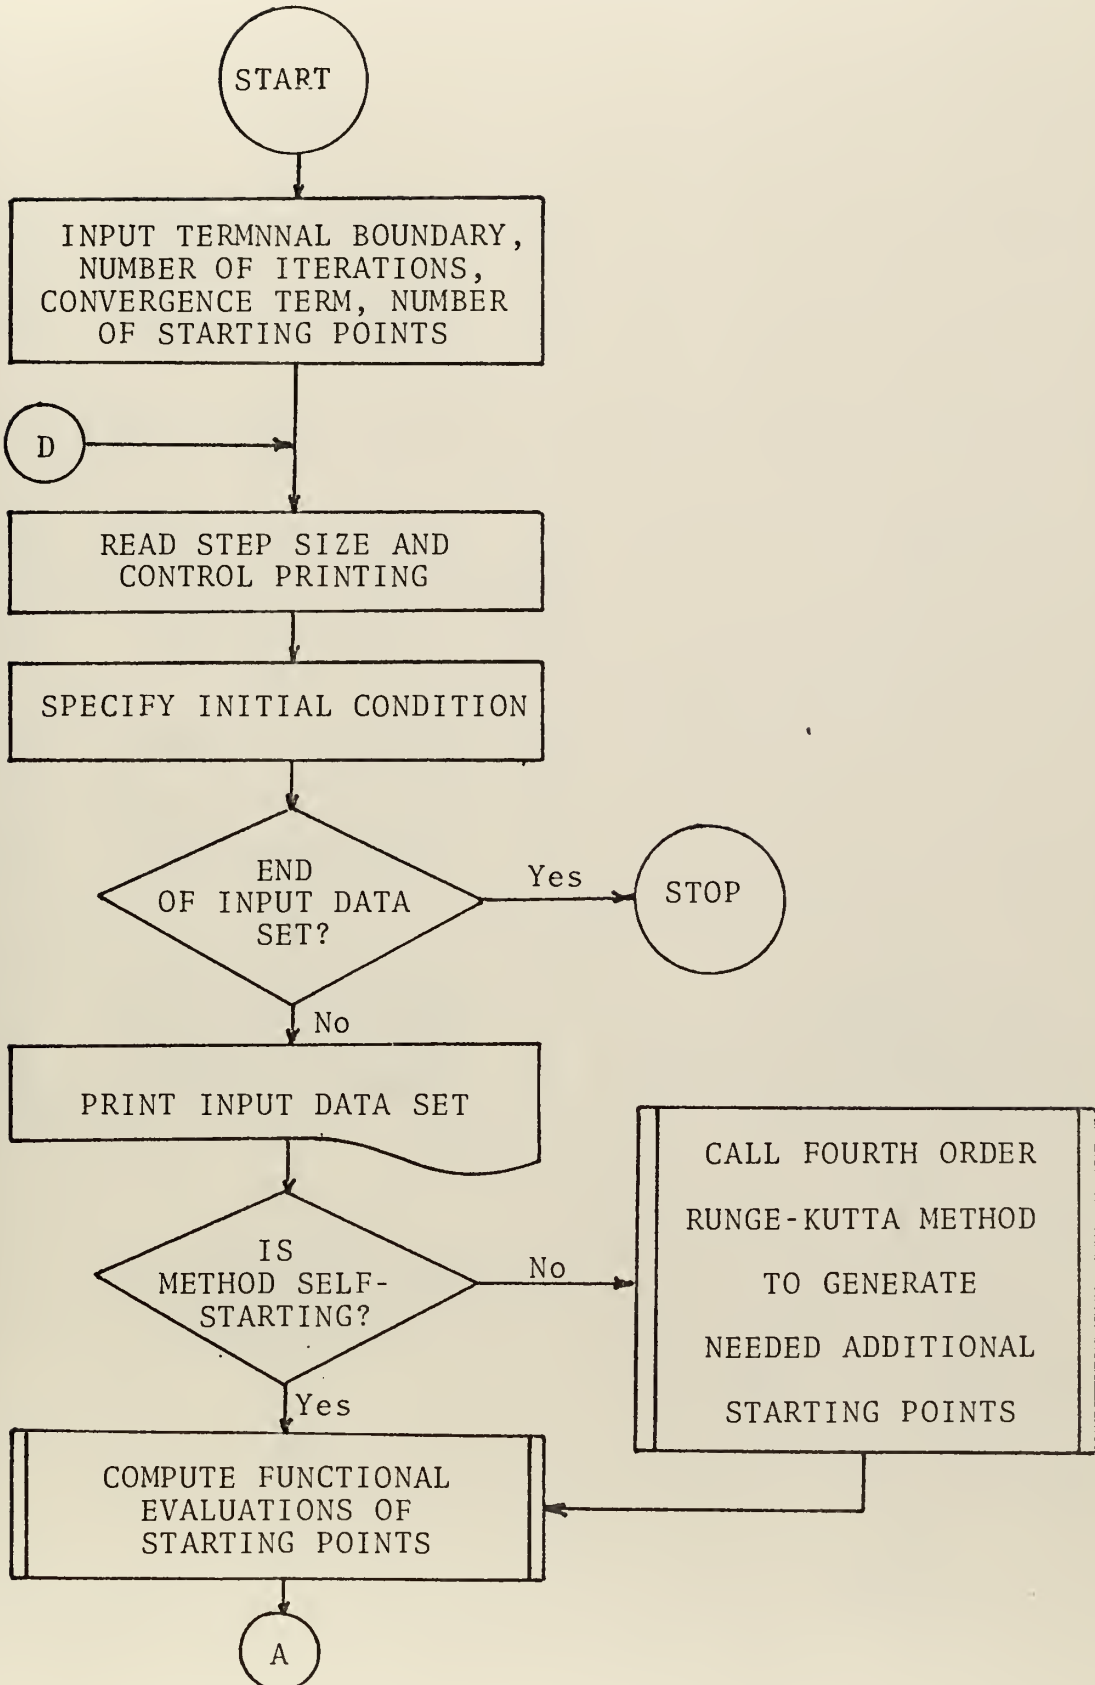 START
INPUT TERMNNAL BOUNDARY,
NUMBER OF ITERATIONS,
CONVERGENCE TERM, NUMBER
OF STARTING POINTS
D
READ STEP SIZE AND
CONTROL PRINTING
SPECIFY INITIAL CONDITION
END
OF INPUT DATA
SET?
Yes
STOP
No
PRINT INPUT DATA SET
IS
METHOD SELF-
STARTING?
No
CALL FOURTH ORDER
RUNGE-KUTTA METHOD
TO GENERATE
NEEDED ADDITIONAL
STARTING POINTS
Yes
COMPUTE FUNCTIONAL
EVALUATIONS OF
STARTING POINTS
A